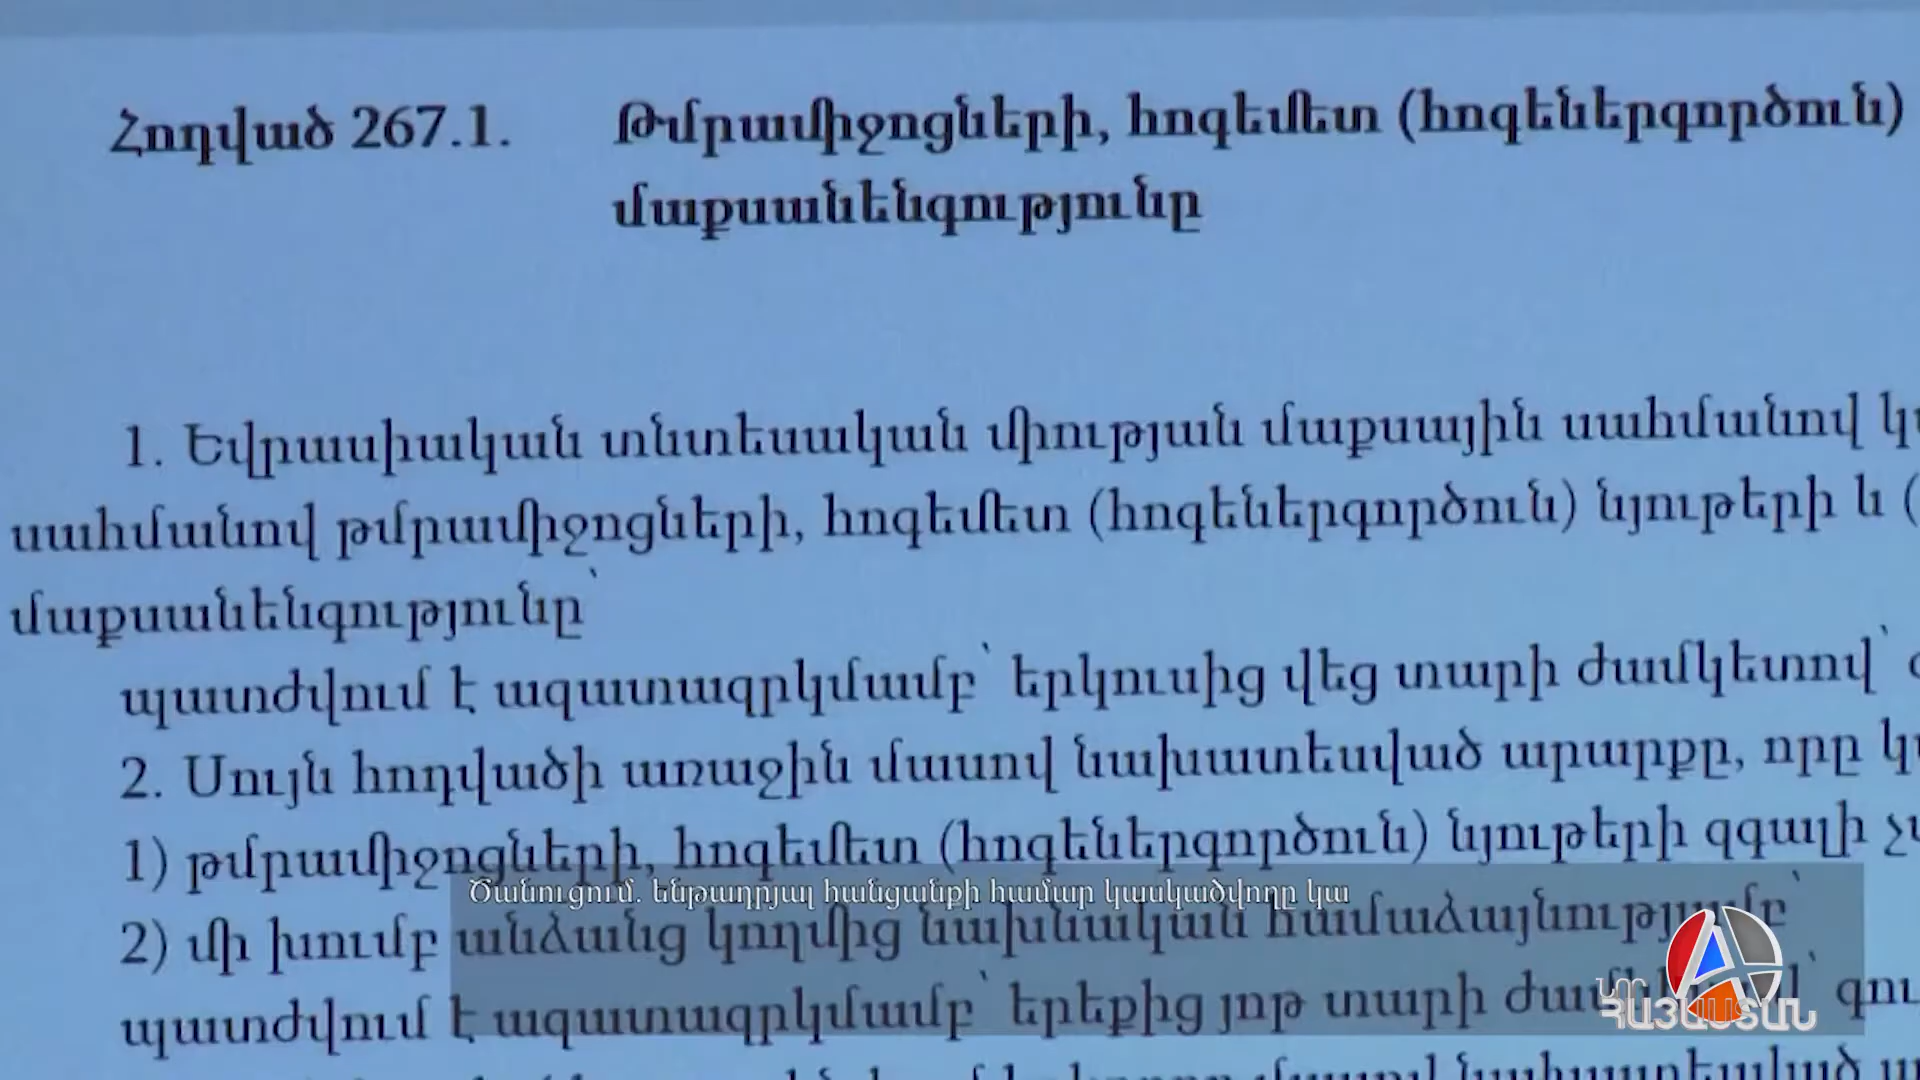 Հոդված 267.1. Թմրամիջոցների, հոգեմետ (հոգեներգործուն)
մաքսանենգությունը
1. Եվրասիական տնտեսական միության մաքսային սահմանով
սահմանով թմրամիջոցների, հոգեմետ (հոգեներգործուն) նյութերի և (
մաքսանենգությունը՝
պատժվում է ազատազրկմամբ՝ երկուսից վեց տարի ժամկետով՝
2. Սույն հոդվածի առաջին մասով նախատեսված արարքը, որը
1) թմրամիջոցների, հոգեմետ (հոգեներգործուն) նյութերի զգալի
Ծանուցում. ենթադրյալ հանցանքի համար կասկածվողը կա
2) մի խումբ անձանց կողմից նախնական համաձայնությամբ՝
պատժվում է ազատազրկմամբ՝ երեքից յոթ տարի
ՆՈՐ
ՀԱՅԱՍՏԱՆ